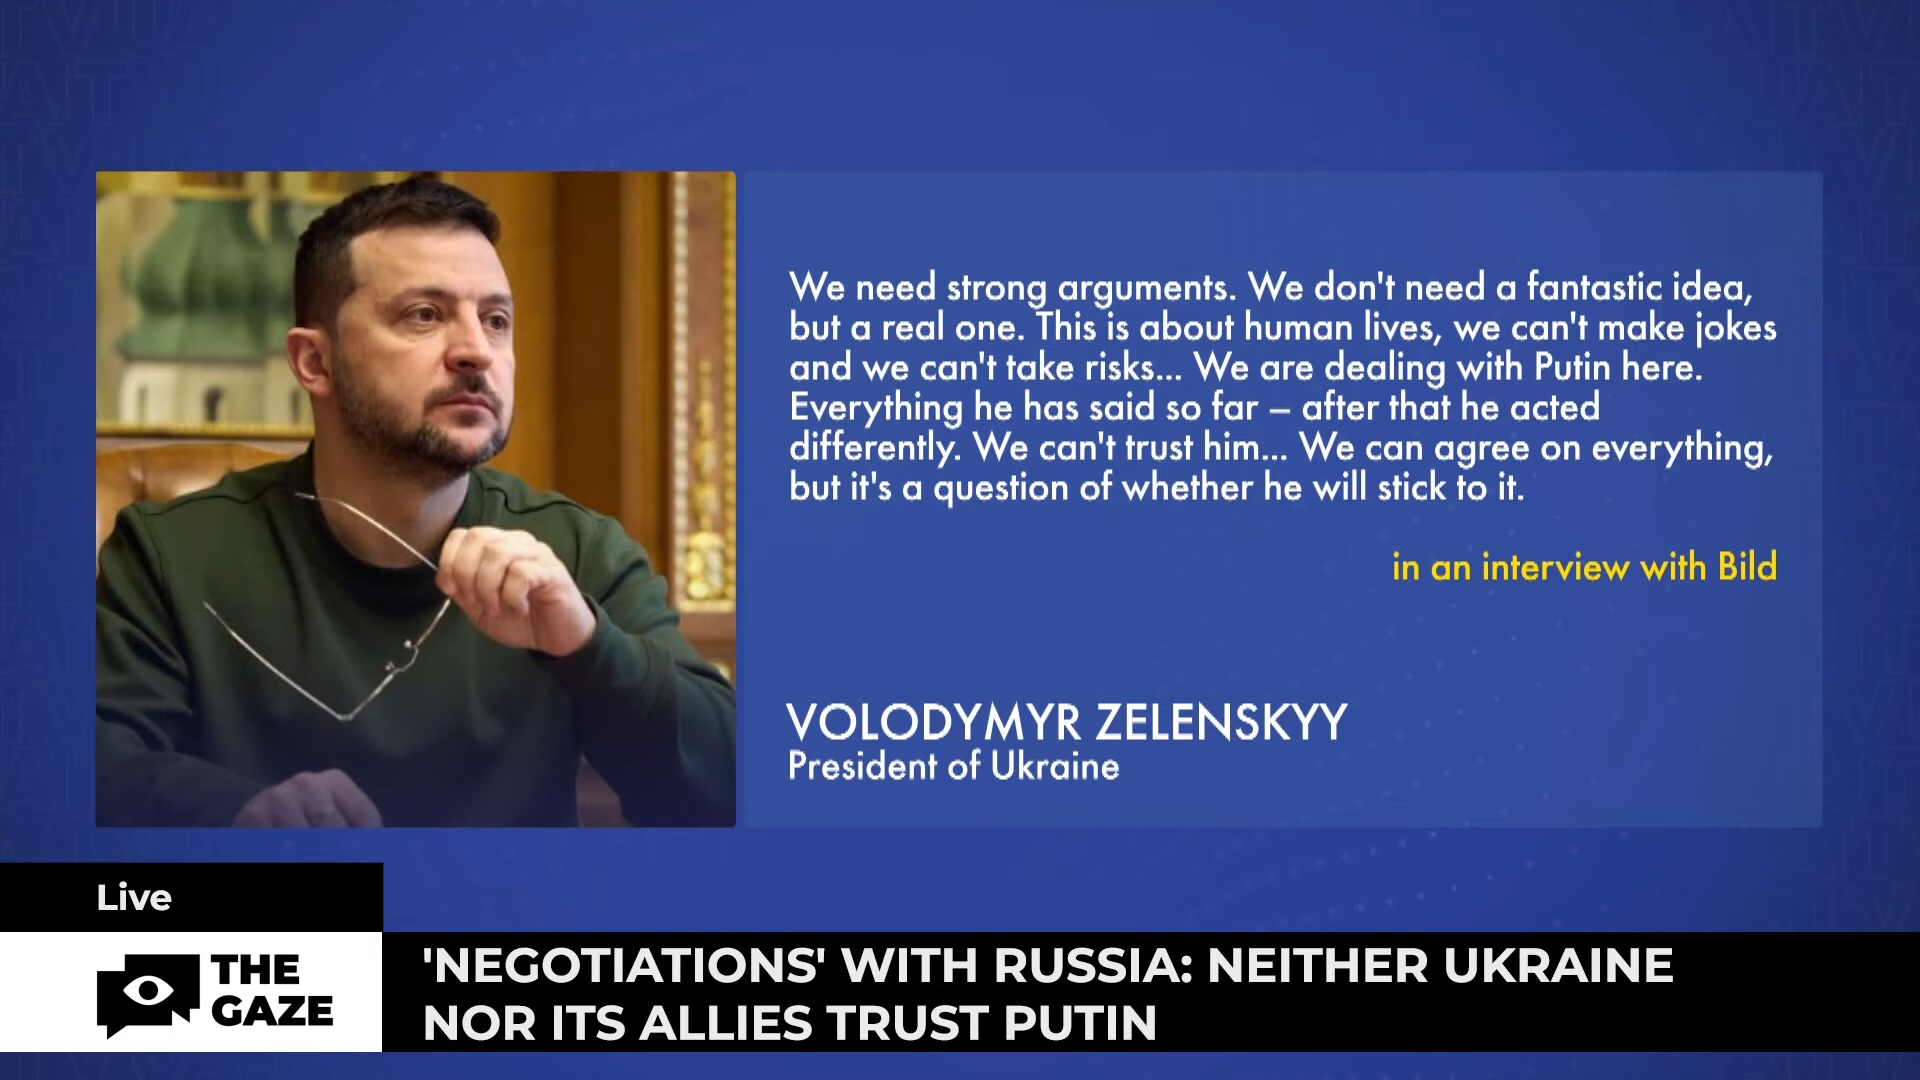 We need strong arguments. We don't need a fantastic idea,
but a real one. This is about human lives, we can't make jokes
and we can't take risks... We are dealing with Putin here.
Everything he has said so far – after that he acted
differently. We can't trust him... We can agree on everything,
but it's a question of whether he will stick to it.
in an interview with Bild
VOLODYMYR ZELENSKYY
President of Ukraine
Live
THE
GAZE
'NEGOTIATIONS' WITH RUSSIA: NEITHER UKRAINE
NOR ITS ALLIES TRUST PUTIN